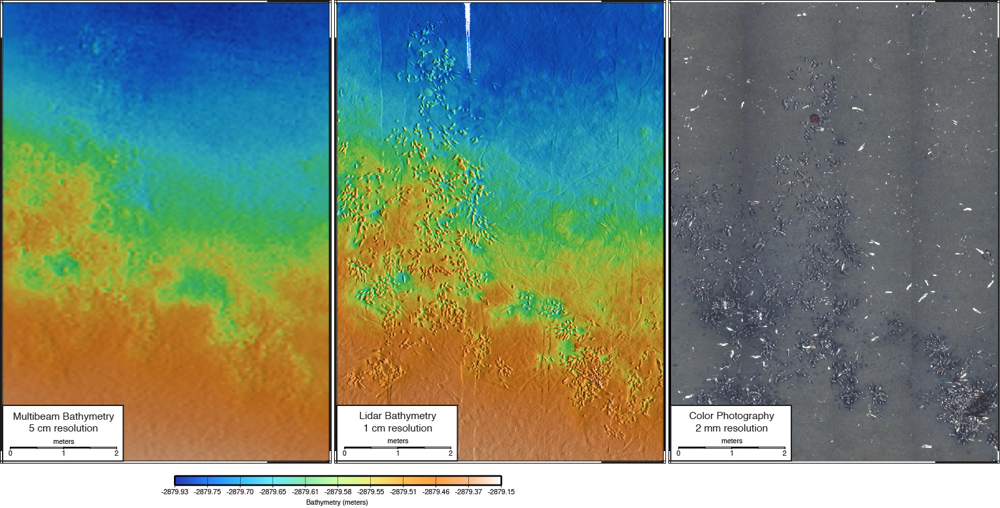 Multibeam Bathymetry
5 cm resolution
meters
0 1 2
Lidar Bathymetry
1 cm resolution
meters
0 1 2
Color Photography
2 mm resolution
meters
0 1 2
-2879.93 -2879.75 -2879.70 -2879.65 -2879.61 -2879.58 -2879.55 -2879.51 -2879.46 -2879.37 -2879.15
Bathymetry (meters)